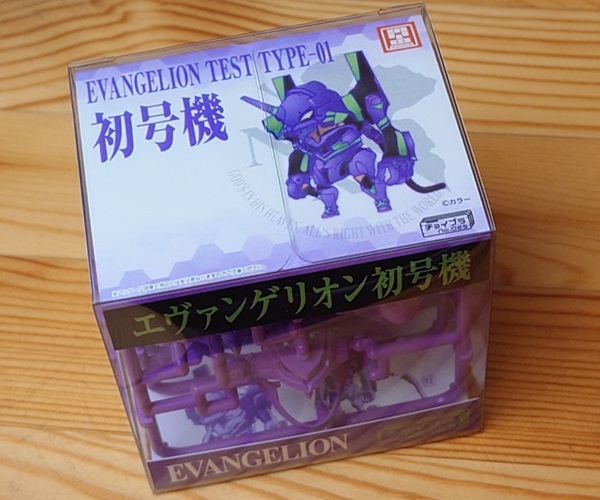 EVANGELION TEST TYPE-01
初号機
GOD'S IN HIS HEAVEN. ALL'S RIGHT WITH THE WORLD.
©カラー
チョイプラ
エヴァンゲリオン初号機
EVANGELION